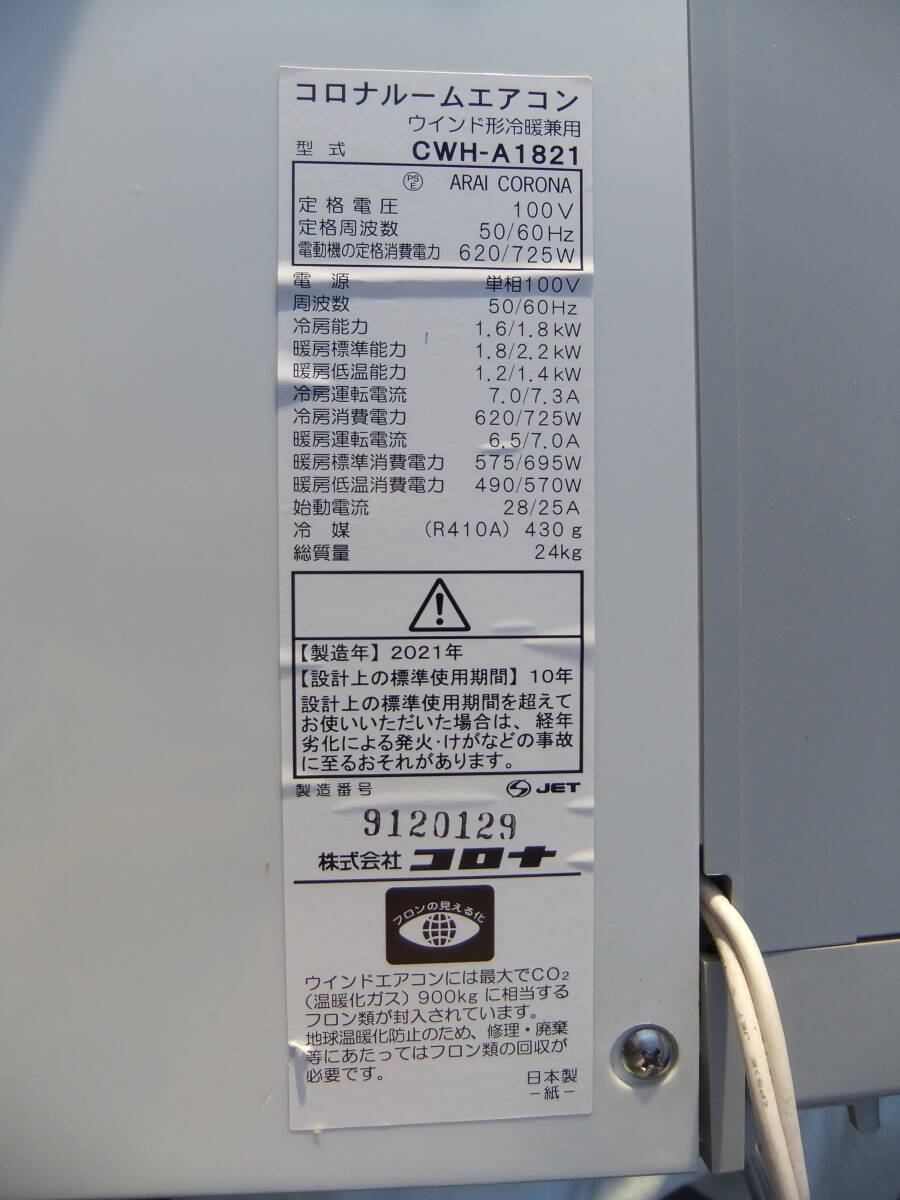 コロナルームエアコン
ウインド形冷暖兼用
型式 CWH-A1821
PSE ARAI CORONA
定格電圧 100V
定格周波数 50/60Hz
電動機の定格消費電力 620/725W
電源 単相100V
周波数 50/60Hz
冷房能力 1.6/1.8kW
暖房標準能力 1.8/2.2kW
暖房低温能力 1.2/1.4kW
冷房運転電流 7.0/7.3A
冷房消費電力 620/725W
暖房運転電流 6.5/7.0A
暖房標準消費電力 575/695W
暖房低温消費電力 490/570W
始動電流 28/25A
冷媒 (R410A) 430g
総質量 24kg
【製造年】2021年
【設計上の標準使用期間】10年
設計上の標準使用期間を超えて
お使いいただいた場合は、経年
劣化による発火・けがなどの事故
に至るおそれがあります。
製造番号 JET
9120129
株式会社 コロナ
フロンの見える化
ウインドエアコンには最大でCO₂
(温暖化ガス) 900kgに相当する
フロン類が封入されています。
地球温暖化防止のため、修理・廃棄
等にあたってはフロン類の回収が
必要です。
日本製
－紙－